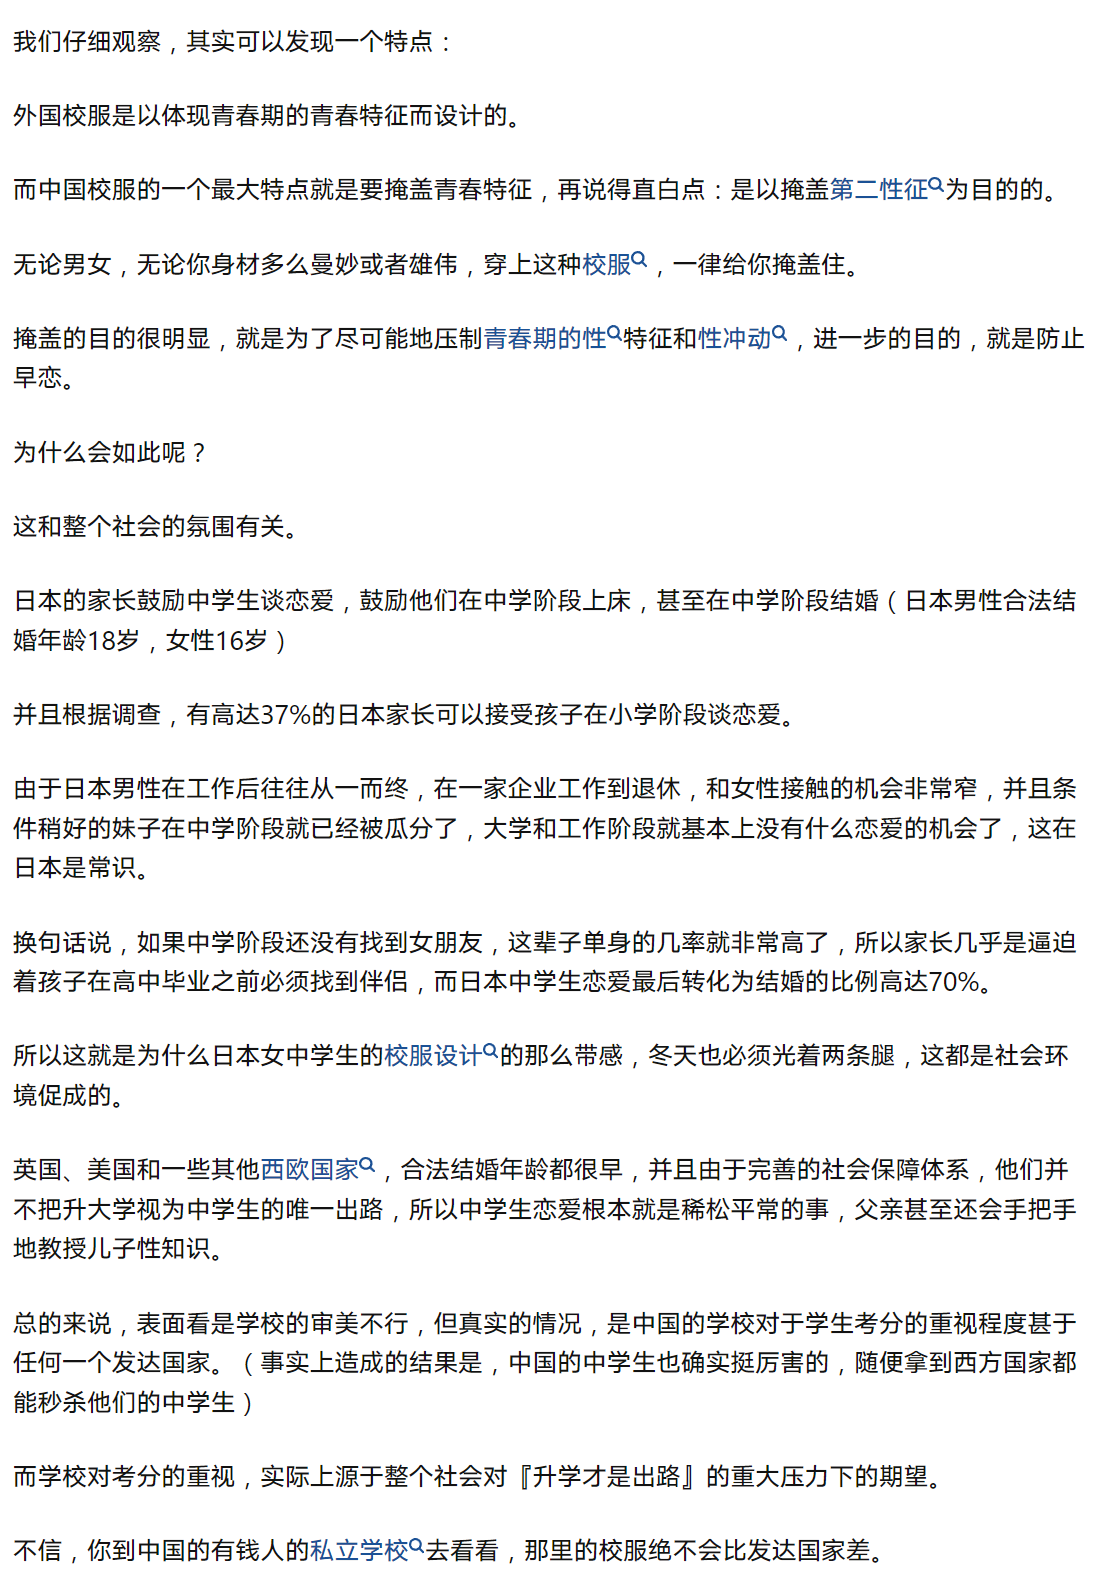 我们仔细观察，其实可以发现一个特点：
外国校服是以体现青春期的青春特征而设计的。
而中国校服的一个最大特点就是要掩盖青春特征，再说得直白点：是以掩盖第二性征为目的的。
无论男女，无论你身材多么曼妙或者雄伟，穿上这种校服，一律给你掩盖住。
掩盖的目的很明显，就是为了尽可能地压制青春期的性特征和性冲动，进一步的目的，就是防止
早恋。
为什么会如此呢？
这和整个社会的氛围有关。
日本的家长鼓励中学生谈恋爱，鼓励他们在中学阶段上床，甚至在中学阶段结婚（日本男性合法结
婚年龄18岁，女性16岁）
并且根据调查，有高达37%的日本家长可以接受孩子在小学阶段谈恋爱。
由于日本男性在工作后往往从一而终，在一家企业工作到退休，和女性接触的机会非常窄，并且条
件稍好的妹子在中学阶段就已经被瓜分了，大学和工作阶段就基本上没有什么恋爱的机会了，这在
日本是常识。
换句话说，如果中学阶段还没有找到女朋友，这辈子单身的几率就非常高了，所以家长几乎是逼迫
着孩子在高中毕业之前必须找到伴侣，而日本中学生恋爱最后转化为结婚的比例高达70%。
所以这就是为什么日本女中学生的校服设计的那么带感，冬天也必须光着两条腿，这都是社会环
境促成的。
英国、美国和一些其他西欧国家，合法结婚年龄都很早，并且由于完善的社会保障体系，他们并
不把升大学视为中学生的唯一出路，所以中学生恋爱根本就是稀松平常的事，父亲甚至还会手把手
地教授儿子性知识。
总的来说，表面看是学校的审美不行，但真实的情况，是中国的学校对于学生考分的重视程度甚于
任何一个发达国家。（事实上造成的结果是，中国的中学生也确实挺厉害的，随便拿到西方国家都
能秒杀他们的中学生）
而学校对考分的重视，实际上源于整个社会对『升学才是出路』的重大压力下的期望。
不信，你到中国的有钱人的私立学校去看看，那里的校服绝不会比发达国家差。